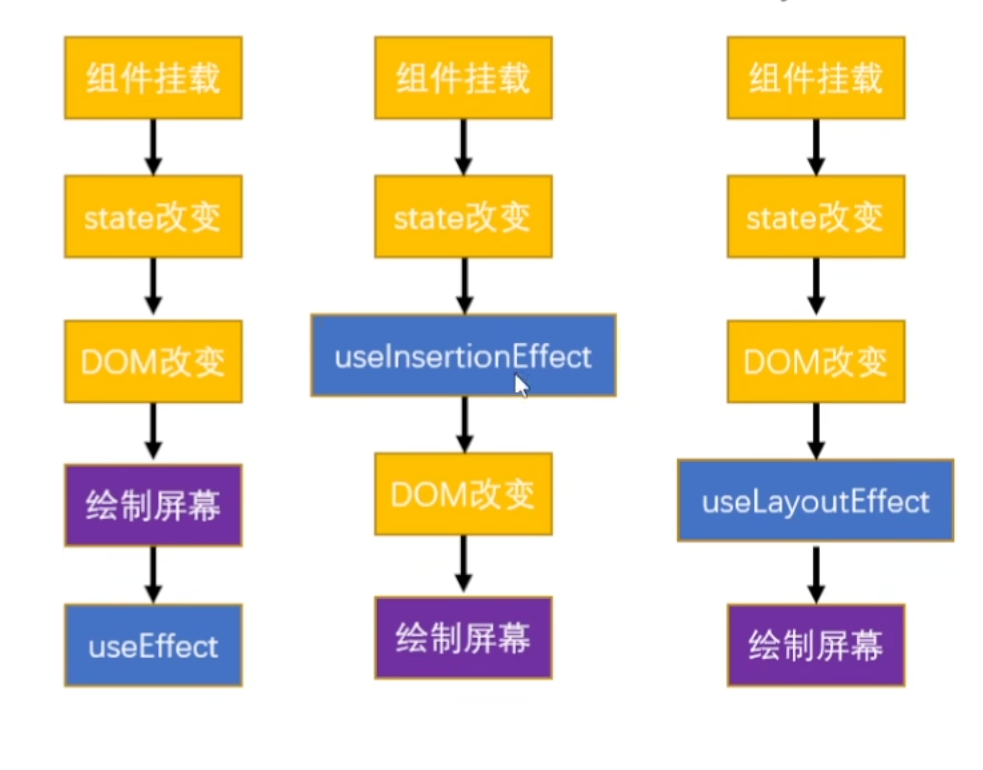 组件挂载
state改变
DOM改变
绘制屏幕
useEffect
组件挂载
state改变
useInsertionEffect
DOM改变
绘制屏幕
组件挂载
state改变
DOM改变
useLayoutEffect
绘制屏幕